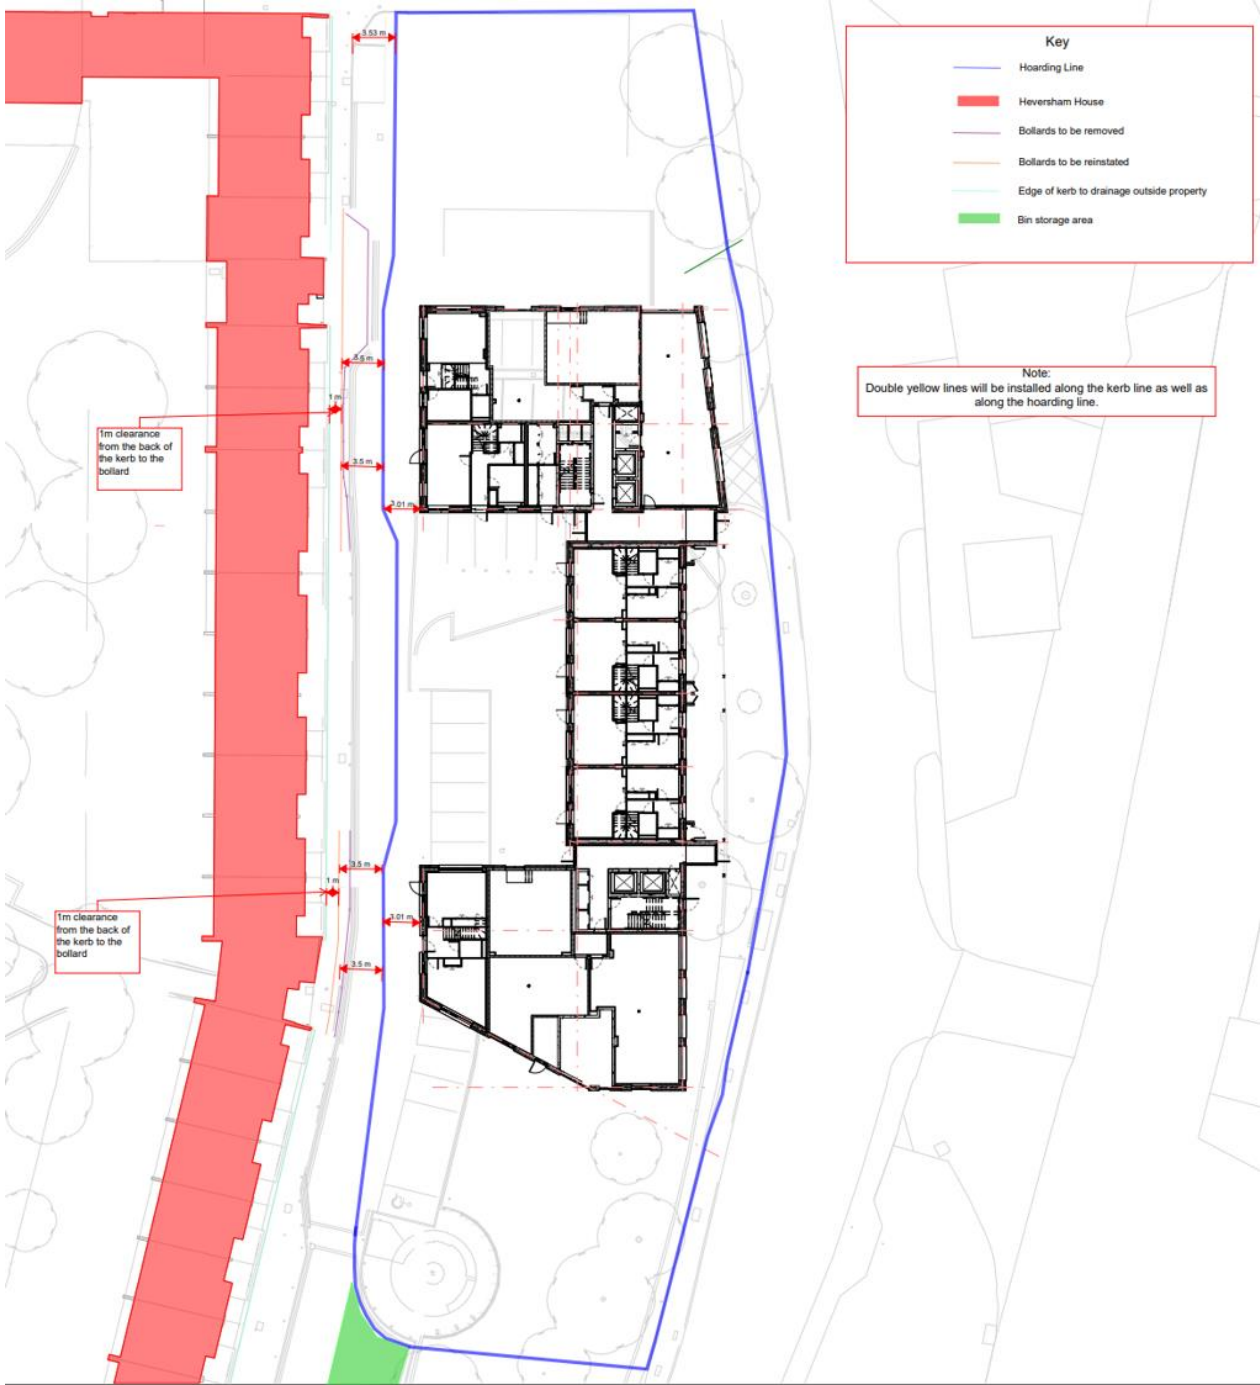 3.53 m
Key
Hoarding Line
Heversham House
Bollards to be removed
Bollards to be reinstated
Edge of kerb to drainage outside property
Bin storage area
3.5 m
Note:
Double yellow lines will be installed along the kerb line as well as
along the hoarding line.
1 m
1m clearance
from the back of
the kerb to the
bollard
3.5 m
3.01 m
3.5 m
1 m
1m clearance
from the back of
the kerb to the
bollard
3.01 m
3.5 m